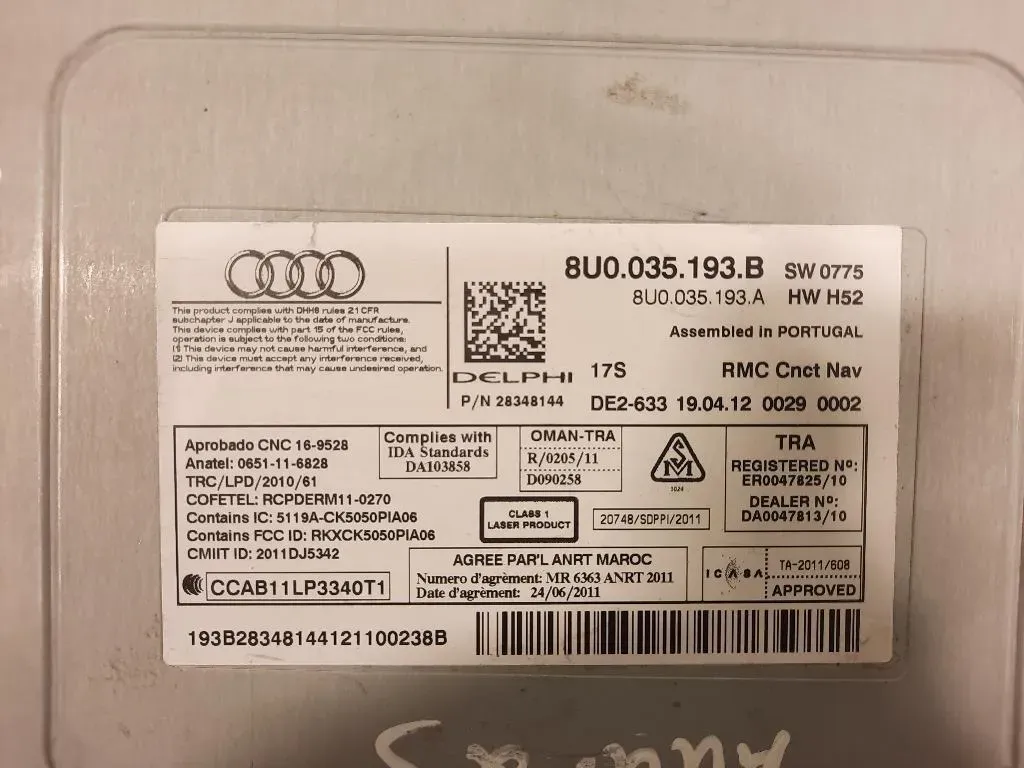 This product complies with DHHS rules 21 CFR
subchapter J applicable to the date of manufacture.
This device complies with part 15 of the FCC rules,
operation is subject to the following two conditions:
(1) This device may not cause harmful interference, and
(2) This device must accept any interference received,
including interference that may cause undesired operation.
DELPHI
P/N 28348144
8U0.035.193.B SW 0775
8U0.035.193.A HW H52
Assembled in PORTUGAL
17S RMC Cnct Nav
DE2-633 19.04.12 0029 0002
Aprobado CNC 16-9528
Anatel: 0651-11-6828
TRC/LPD/2010/61
COFETEL: RCPDERM11-0270
Contains IC: 5119A-CK5050PIA06
Contains FCC ID: RKXCK5050PIA06
CMIIT ID: 2011DJ5342
CCAB11LP3340T1
Complies with
IDA Standards
DA103858
OMAN-TRA
R/0205/11
D090258
CLASS 1
LASER PRODUCT
SM
1024
20748/SDPPI/2011
TRA
REGISTERED Nº:
ER0047825/10
DEALER Nº:
DA0047813/10
AGREE PAR'L ANRT MAROC
Numero d'agrèment: MR 6363 ANRT 2011
Date d'agrèment: 24/06/2011
ICASA
TA-2011/608
APPROVED
193B28348144121100238B